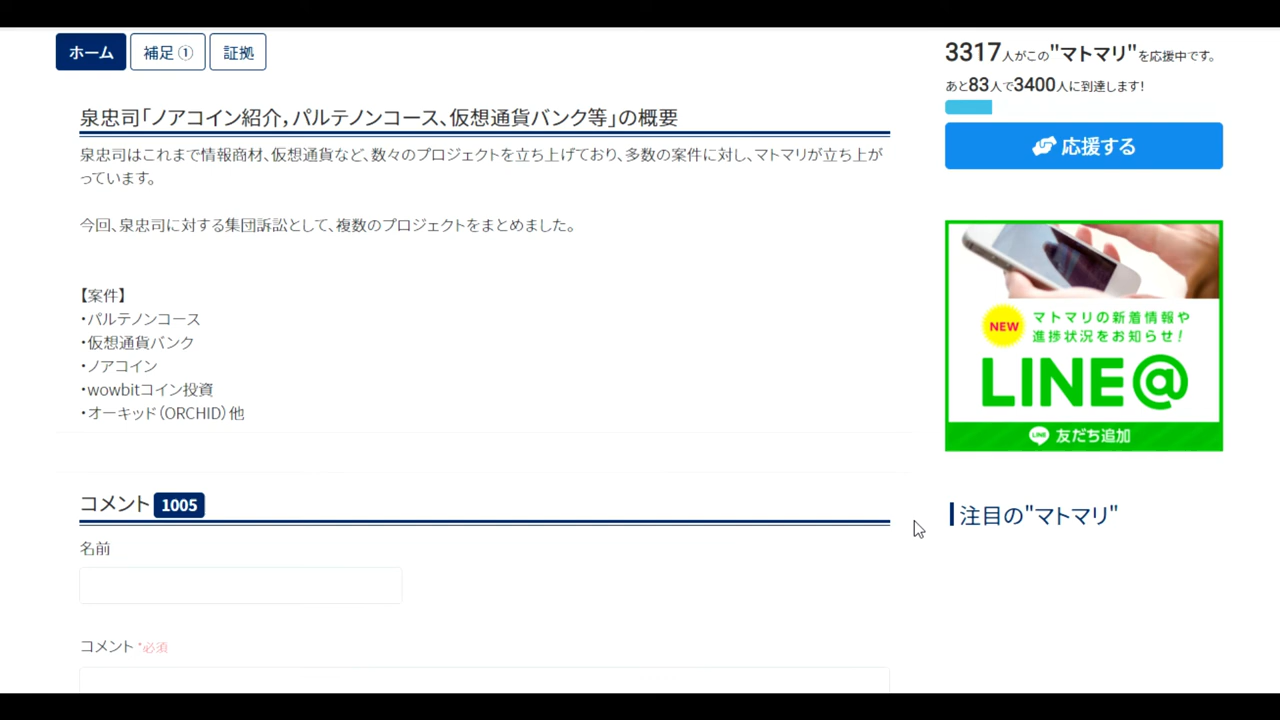 ホーム 補足① 証拠
泉忠司「ノアコイン紹介，パルテノンコース、仮想通貨バンク等」の概要
泉忠司はこれまで情報商材、仮想通貨など、数々のプロジェクトを立ち上げており、多数の案件に対し、マトマリが立ち上が
っています。
今回、泉忠司に対する集団訴訟として、複数のプロジェクトをまとめました。
【案件】
・パルテノンコース
・仮想通貨バンク
・ノアコイン
・wowbitコイン投資
・オーキッド（ORCHID）他
コメント 1005
名前
コメント *必須
3317人がこの"マトマリ"を応援中です。
あと83人で3400人に到達します！
応援する
NEW
マトマリの新着情報や
進捗状況をお知らせ！
LINE@
LINE 友だち追加
注目の"マトマリ"